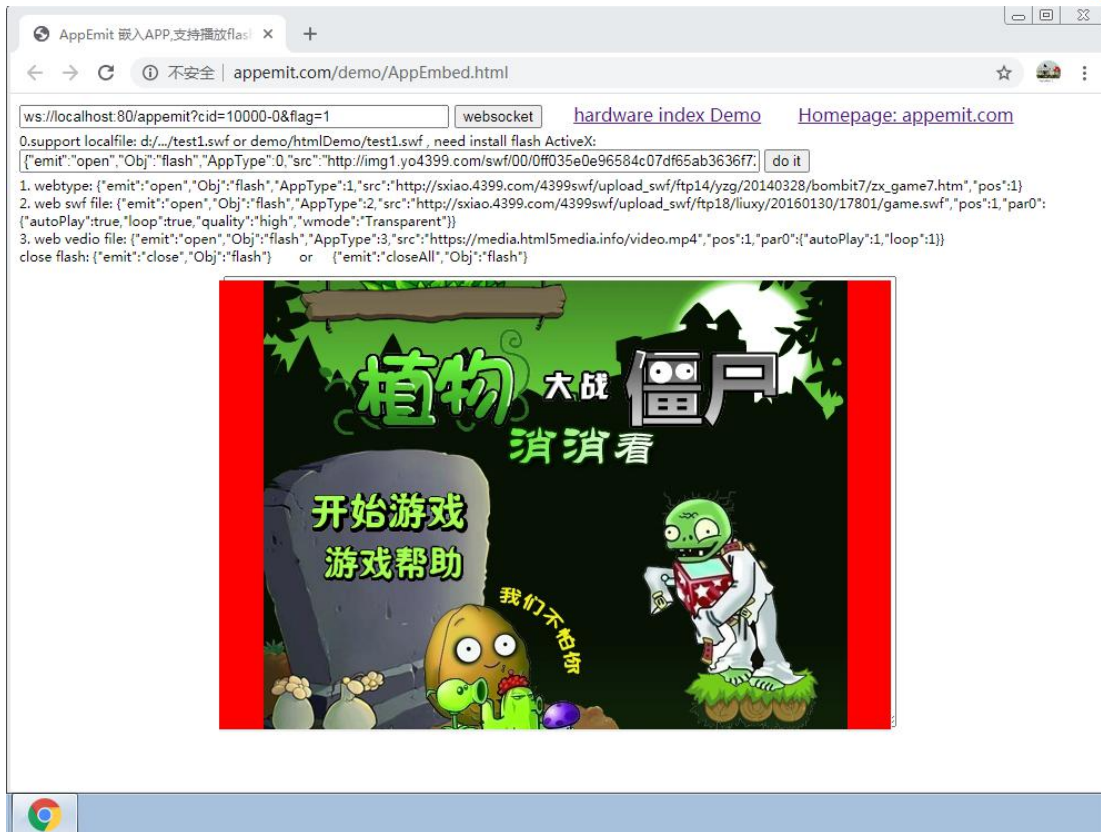 AppEmit 嵌入APP,支持播放flas
不安全 | appemit.com/demo/AppEmbed.html
ws://localhost:80/appemit?cid=10000-0&flag=1 websocket hardware index Demo Homepage: appemit.com
0.support localfile: d:/.../test1.swf or demo/htmlDemo/test1.swf , need install flash ActiveX:
{"emit":"open","Obj":"flash","AppType":0,"src":"http://img1.yo4399.com/swf/00/0ff035e0e96584c07df65ab3636f7 do it
1. webtype: {"emit":"open","Obj":"flash","AppType":1,"src":"http://sxiao.4399.com/4399swf/upload_swf/ftp14/yzg/20140328/bombit7/zx_game7.htm","pos":1}
2. web swf file: {"emit":"open","Obj":"flash","AppType":2,"src":"http://sxiao.4399.com/4399swf/upload_swf/ftp18/liuxy/20160130/17801/game.swf","pos":1,"par0":
{"autoPlay":true,"loop":true,"quality":"high","wmode":"Transparent"}}
3. web vedio file: {"emit":"open","Obj":"flash","AppType":3,"src":"https://media.html5media.info/video.mp4","pos":1,"par0":{"autoPlay":1,"loop":1}}
close flash: {"emit":"close","Obj":"flash"} or {"emit":"closeAll","Obj":"flash"}
植物大战僵尸
消消看
开始游戏
游戏帮助
我们不怕你